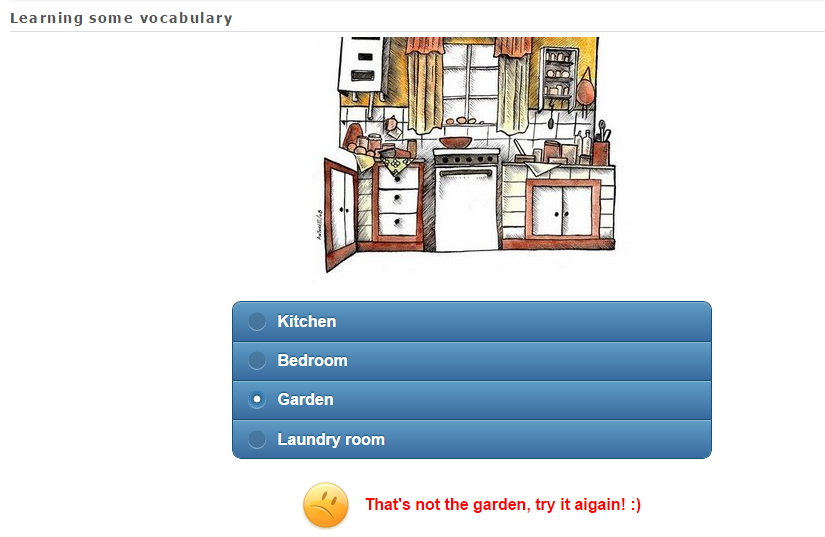 Learning some vocabulary
Kitchen
Bedroom
Garden
Laundry room
That's not the garden, try it aigain! :)